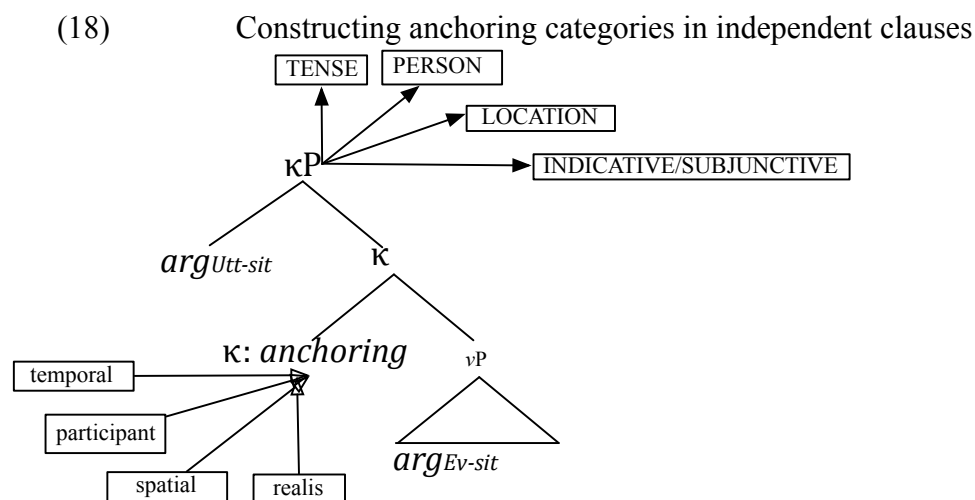 (18) Constructing anchoring categories in independent clauses
TENSE PERSON
LOCATION
κP INDICATIVE/SUBJUNCTIVE
argUtt-sit κ
κ: anchoring vP
temporal
participant
argEv-sit
spatial realis